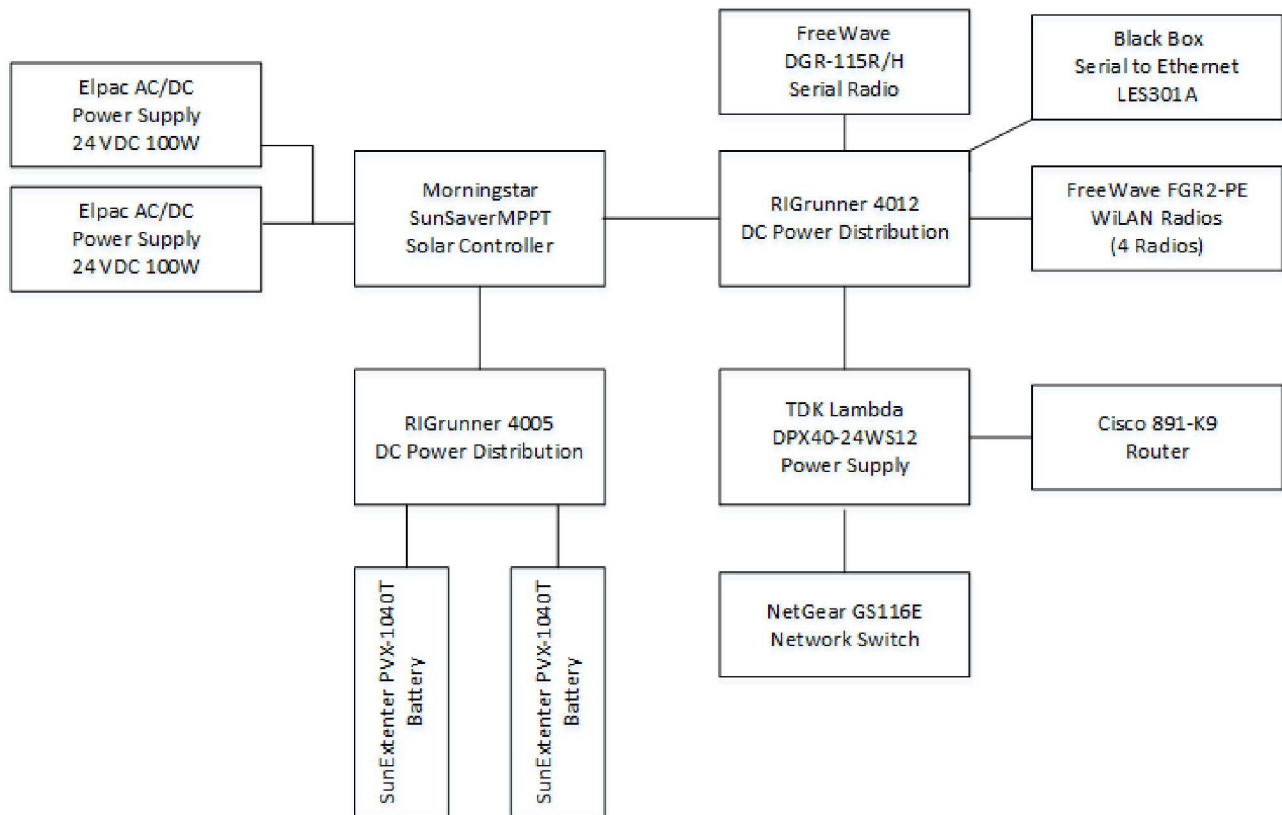 FreeWave
DGR-115R/H
Serial Radio
Black Box
Serial to Ethernet
LES301A
Elpac AC/DC
Power Supply
24 VDC 100W
Elpac AC/DC
Power Supply
24 VDC 100W
Morningstar
SunSaverMPPT
Solar Controller
RIGrunner 4012
DC Power Distribution
FreeWave FGR2-PE
WiLAN Radios
(4 Radios)
RIGrunner 4005
DC Power Distribution
TDK Lambda
DPX40-24WS12
Power Supply
Cisco 891-K9
Router
SunExtenter PVX-1040T
Battery
SunExtenter PVX-1040T
Battery
NetGear GS116E
Network Switch